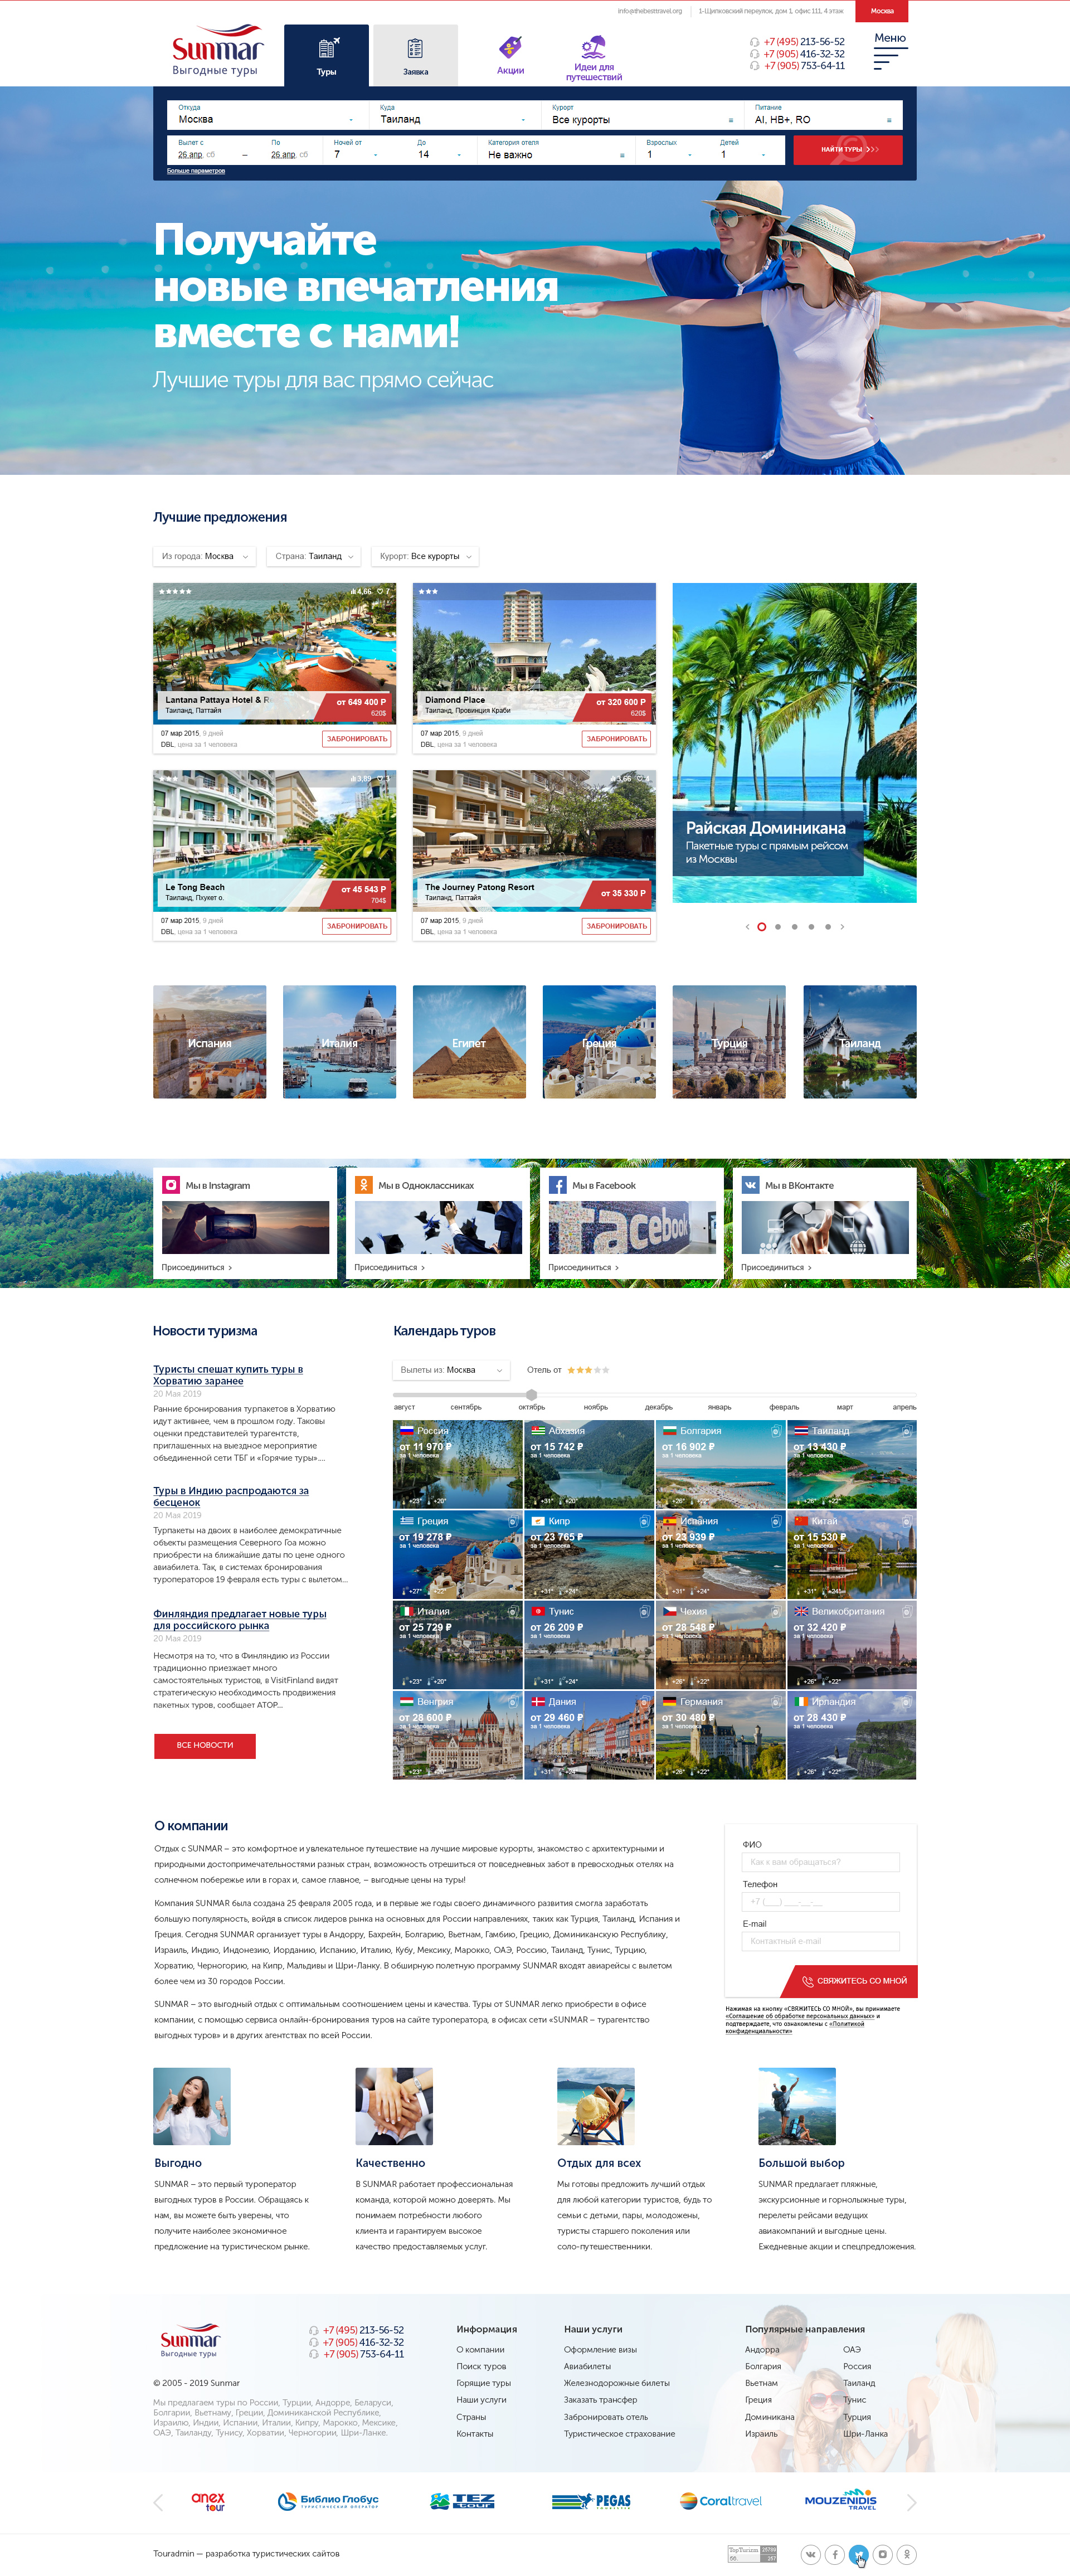 info@sthebesttravel.org
1-Щипковский переулок, дом 1, офис 111, 4 этаж
Москва
Sunmar
Выгодные туры
Туры
Заявка
Акции
Идеи для
путешествий
+7 (495) 213-56-52
+7 (905) 416-32-32
+7 (905) 753-64-11
Меню
Откуда
Москва
Куда
Таиланд
Курорт
Все курорты
Питание
AI, HB+, RO
Вылет с
26 апр, сб
—
По
26 апр, сб
Ночей от
7
До
14
Категория отеля
Не важно
Взрослых
1
Детей
1
НАЙТИ ТУРЫ
Больше параметров
Получайте
новые впечатления
вместе с нами!
Лучшие туры для вас прямо сейчас
Лучшие предложения
Из города: Москва
Страна: Таиланд
Курорт: Все курорты
4,66 7
Lantana Pattaya Hotel & R
Таиланд, Паттайя
от 649 400 Р
620$
07 мар 2015, 9 дней
DBL, цена за 1 человека
ЗАБРОНИРОВАТЬ
Diamond Place
Таиланд, Провинция Краби
от 320 600 Р
620$
07 мар 2015, 9 дней
DBL, цена за 1 человека
ЗАБРОНИРОВАТЬ
Райская Доминикана
Пакетные туры с прямым рейсом
из Москвы
Le Tong Beach
Таиланд, Пхукет о.
от 45 543 Р
704$
07 мар 2015, 9 дней
DBL, цена за 1 человека
ЗАБРОНИРОВАТЬ
3,66 4
The Journey Patong Resort
Таиланд, Паттайя
от 35 330 Р
07 мар 2015, 9 дней
DBL, цена за 1 человека
ЗАБРОНИРОВАТЬ
Испания
Италия
Египет
Греция
Турция
Таиланд
Мы в Instagram
Присоединиться
Мы в Одноклассниках
Присоединиться
Мы в Facebook
facebook
Присоединиться
Мы в ВКонтакте
Присоединиться
Новости туризма
Туристы спешат купить туры в
Хорватию заранее
20 Мая 2019
Ранние бронирования турпакетов в Хорватию
идут активнее, чем в прошлом году. Таковы
оценки представителей турагентств,
приглашенных на выездное мероприятие
объединенной сети ТБГ и «Горячие туры»....
Туры в Индию распродаются за
бесценок
20 Мая 2019
Турпакеты на двоих в наиболее демократичные
объекты размещения Северного Гоа можно
приобрести на ближайшие даты по цене одного
авиабилета. Так, в системах бронирования
туроператоров 19 февраля есть туры с вылетом...
Финляндия предлагает новые туры
для российского рынка
20 Мая 2019
Несмотря на то, что в Финляндию из России
традиционно приезжает много
самостоятельных туристов, в VisitFinland видят
стратегическую необходимость продвижения
пакетных туров, сообщает АТОР...
ВСЕ НОВОСТИ
Календарь туров
Вылеты из: Москва
Отель от
август сентябрь октябрь ноябрь декабрь январь февраль март апрель
Россия
от 11 970 ₽
за 1 человека
+23° +20°
Абхазия
от 15 742 ₽
за 1 человека
+31° +20°
Болгария
от 16 902 ₽
за 1 человека
+26° +22°
Таиланд
от 13 430 ₽
за 1 человека
+26° +22°
Греция
от 19 278 ₽
за 1 человека
+27° +22°
Кипр
от 23 765 ₽
за 1 человека
+31° +24°
Испания
от 23 939 ₽
за 1 человека
+31° +24°
Китай
от 15 530 ₽
за 1 человека
+31° +24°
Италия
от 25 729 ₽
за 1 человека
+23° +20°
Тунис
от 26 209 ₽
за 1 человека
+31° +24°
Чехия
от 28 548 ₽
за 1 человека
+26° +22°
Великобритания
от 32 420 ₽
за 1 человека
+26° +22°
Венгрия
от 28 600 ₽
за 1 человека
+23° +20°
Дания
от 29 460 ₽
за 1 человека
+31° +24°
Германия
от 30 480 ₽
за 1 человека
+26° +22°
Ирландия
от 28 430 ₽
за 1 человека
+26° +22°
О компании
Отдых с SUNMAR – это комфортное и увлекательное путешествие на лучшие мировые курорты, знакомство с архитектурными и
природными достопримечательностями разных стран, возможность отрешиться от повседневных забот в превосходных отелях на
солнечном побережье или в горах и, самое главное, – выгодные цены на туры!
Компания SUNMAR была создана 25 февраля 2005 года, и в первые же годы своего динамичного развития смогла заработать
большую популярность, войдя в список лидеров рынка на основных для России направлениях, таких как Турция, Таиланд, Испания и
Греция. Сегодня SUNMAR организует туры в Андорру, Бахрейн, Болгарию, Вьетнам, Гамбию, Грецию, Доминиканскую Республику,
Израиль, Индию, Индонезию, Иорданию, Испанию, Италию, Кубу, Мексику, Марокко, ОАЭ, Россию, Таиланд, Тунис, Турцию,
Хорватию, Черногорию, на Кипр, Мальдивы и Шри-Ланку. В обширную полетную программу SUNMAR входят авиарейсы с вылетом
более чем из 30 городов России.
SUNMAR – это выгодный отдых с оптимальным соотношением цены и качества. Туры от SUNMAR легко приобрести в офисе
компании, с помощью сервиса онлайн-бронирования туров на сайте туроператора, в офисах сети «SUNMAR – турагентство
выгодных туров» и в других агентствах по всей России.
ФИО
Как к вам обращаться?
Телефон
+7 (___) ___-__-__
E-mail
Контактный e-mail
СВЯЖИТЕСЬ СО МНОЙ
Нажимая на кнопку «СВЯЖИТЕСЬ СО МНОЙ», вы принимаете
«Соглашение об обработке персональных данных» и
подтверждаете, что ознакомлены с «Политикой
конфиденциальности»
Выгодно
SUNMAR – это первый туроператор
выгодных туров в России. Обращаясь к
нам, вы можете быть уверены, что
получите наиболее экономичное
предложение на туристическом рынке.
Качественно
В SUNMAR работает профессиональная
команда, которой можно доверять. Мы
понимаем потребности любого
клиента и гарантируем высокое
качество предоставляемых услуг.
Отдых для всех
Мы готовы предложить лучший отдых
для любой категории туристов, будь то
семьи с детьми, пары, молодожены,
туристы старшего поколения или
соло-путешественники.
Большой выбор
SUNMAR предлагает пляжные,
экскурсионные и горнолыжные туры,
перелеты рейсами ведущих
авиакомпаний и выгодные цены.
Ежедневные акции и спецпредложения.
Sunmar
Выгодные туры
+7 (495) 213-56-52
+7 (905) 416-32-32
+7 (905) 753-64-11
© 2005 - 2019 Sunmar
Мы предлагаем туры по России, Турции, Андорре, Беларуси,
Болгарии, Вьетнаму, Греции, Доминиканской Республике,
Израилю, Индии, Испании, Италии, Кипру, Марокко, Мексике,
ОАЭ, Таиланду, Тунису, Хорватии, Черногории, Шри-Ланке.
Информация
О компании
Поиск туров
Горящие туры
Наши услуги
Страны
Контакты
Наши услуги
Оформление визы
Авиабилеты
Железнодорожные билеты
Заказать трансфер
Забронировать отель
Туристическое страхование
Популярные направления
Андорра
Болгария
Вьетнам
Греция
Доминикана
Израиль
ОАЭ
Россия
Таиланд
Тунис
Турция
Шри-Ланка
anex
tour
Библио Глобус
ТУРИСТИЧЕСКИЙ ОПЕРАТОР
TEZ
TOUR
PEGAS
TOURISTIK
Coraltravel
MOUZENIDIS
TRAVEL
Touradmin — разработка туристических сайтов
TopTurizm